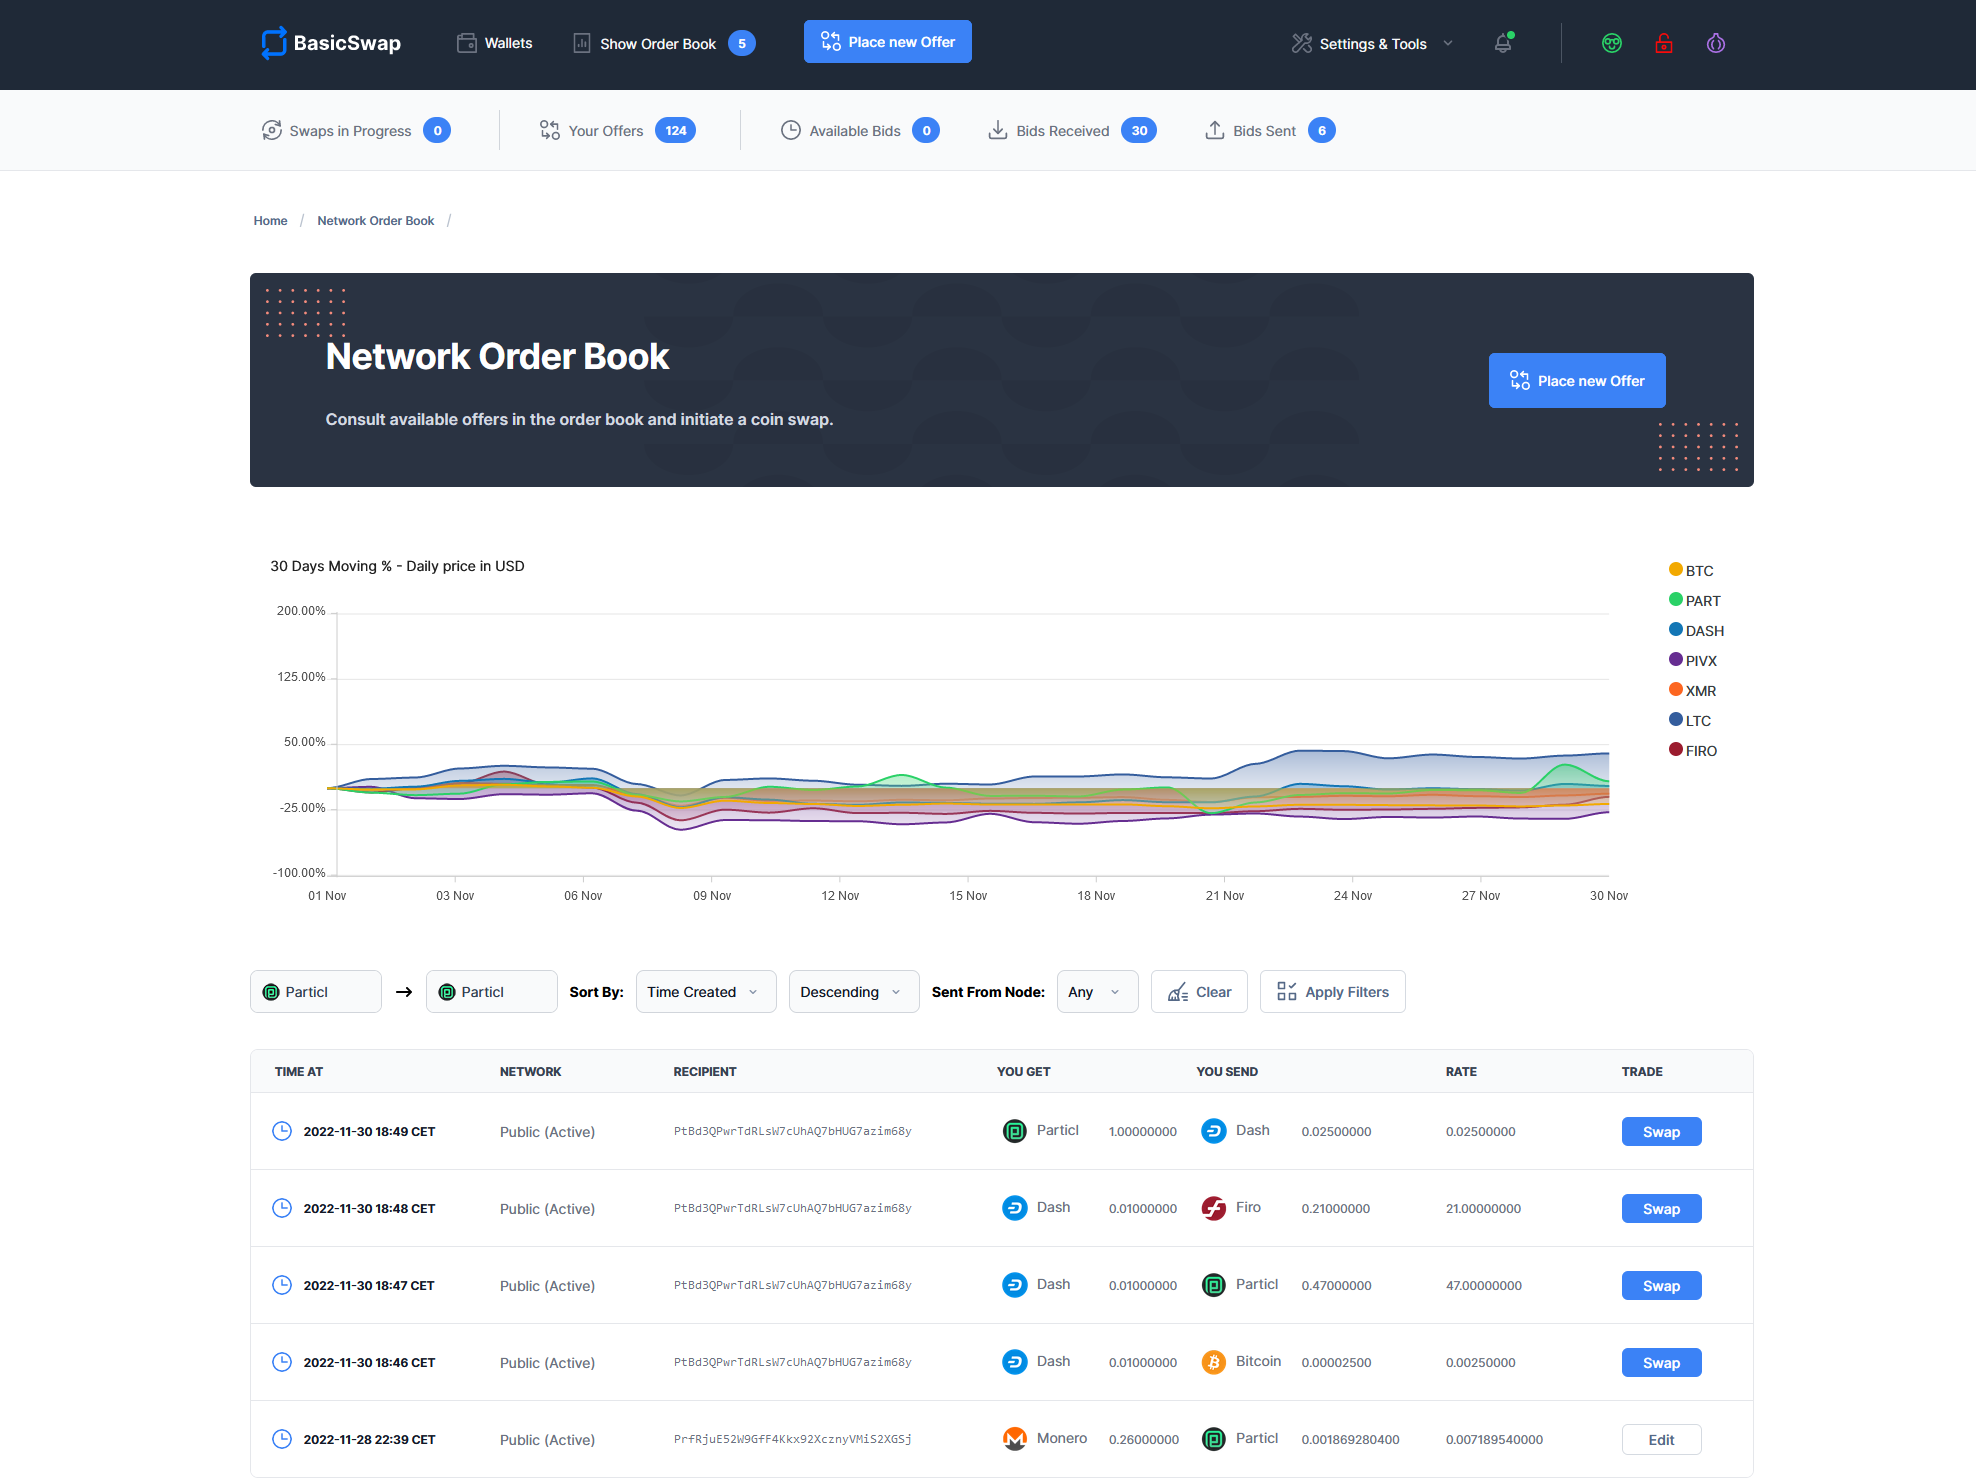 BasicSwap Wallets Show Order Book 5 Place new Offer Settings & Tools
Swaps in Progress 0 Your Offers 124 Available Bids 0 Bids Received 30 Bids Sent 6
Home / Network Order Book /
Network Order Book
Place new Offer
Consult available offers in the order book and initiate a coin swap.
30 Days Moving % - Daily price in USD
BTC
PART
DASH
PIVX
XMR
LTC
FIRO
200.00%
125.00%
50.00%
-25.00%
-100.00%
01 Nov 03 Nov 06 Nov 09 Nov 12 Nov 15 Nov 18 Nov 21 Nov 24 Nov 27 Nov 30 Nov
Particl → Particl Sort By: Time Created Descending Sent From Node: Any Clear Apply Filters
TIME AT NETWORK RECIPIENT YOU GET YOU SEND RATE TRADE
2022-11-30 18:49 CET Public (Active) PtBd3QPwrTdRLsW7cUhAQ7bHUG7azim68y Particl 1.00000000 Dash 0.02500000 0.02500000 Swap
2022-11-30 18:48 CET Public (Active) PtBd3QPwrTdRLsW7cUhAQ7bHUG7azim68y Dash 0.01000000 Firo 0.21000000 21.00000000 Swap
2022-11-30 18:47 CET Public (Active) PtBd3QPwrTdRLsW7cUhAQ7bHUG7azim68y Dash 0.01000000 Particl 0.47000000 47.00000000 Swap
2022-11-30 18:46 CET Public (Active) PtBd3QPwrTdRLsW7cUhAQ7bHUG7azim68y Dash 0.01000000 Bitcoin 0.00002500 0.00250000 Swap
2022-11-28 22:39 CET Public (Active) PrfRjuE52W9GfF4Kkx92XcznyVMiS2XGSj Monero 0.26000000 Particl 0.001869280400 0.007189540000 Edit